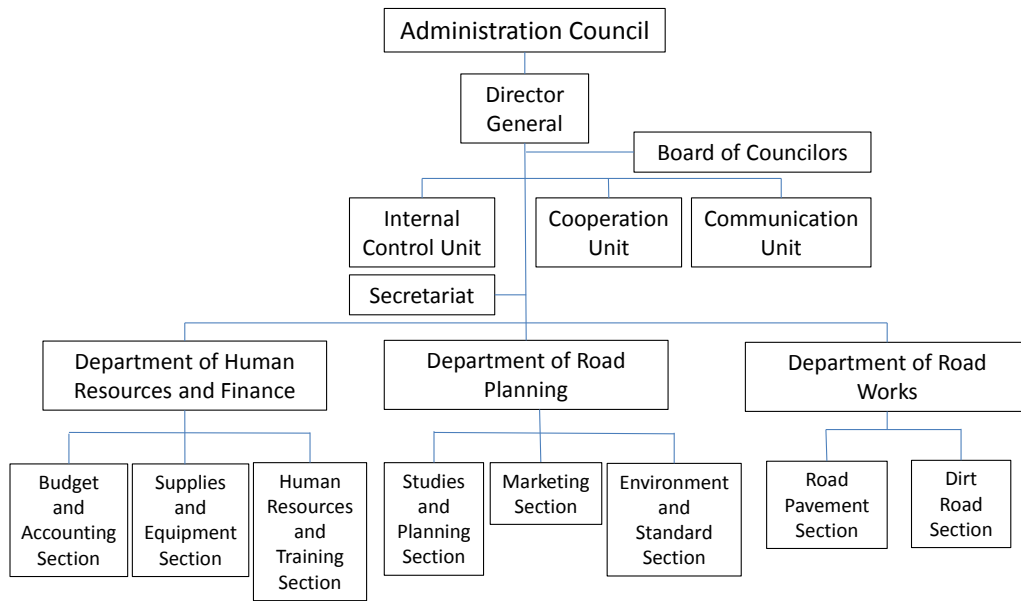 Administration Council
Director
General
Board of Councilors
Internal
Control Unit
Cooperation
Unit
Communication
Unit
Secretariat
Department of Human
Resources and Finance
Department of Road
Planning
Department of Road
Works
Budget
and
Accounting
Section
Supplies
and
Equipment
Section
Human
Resources
and
Training
Section
Studies
and
Planning
Section
Marketing
Section
Environment
and
Standard
Section
Road
Pavement
Section
Dirt
Road
Section